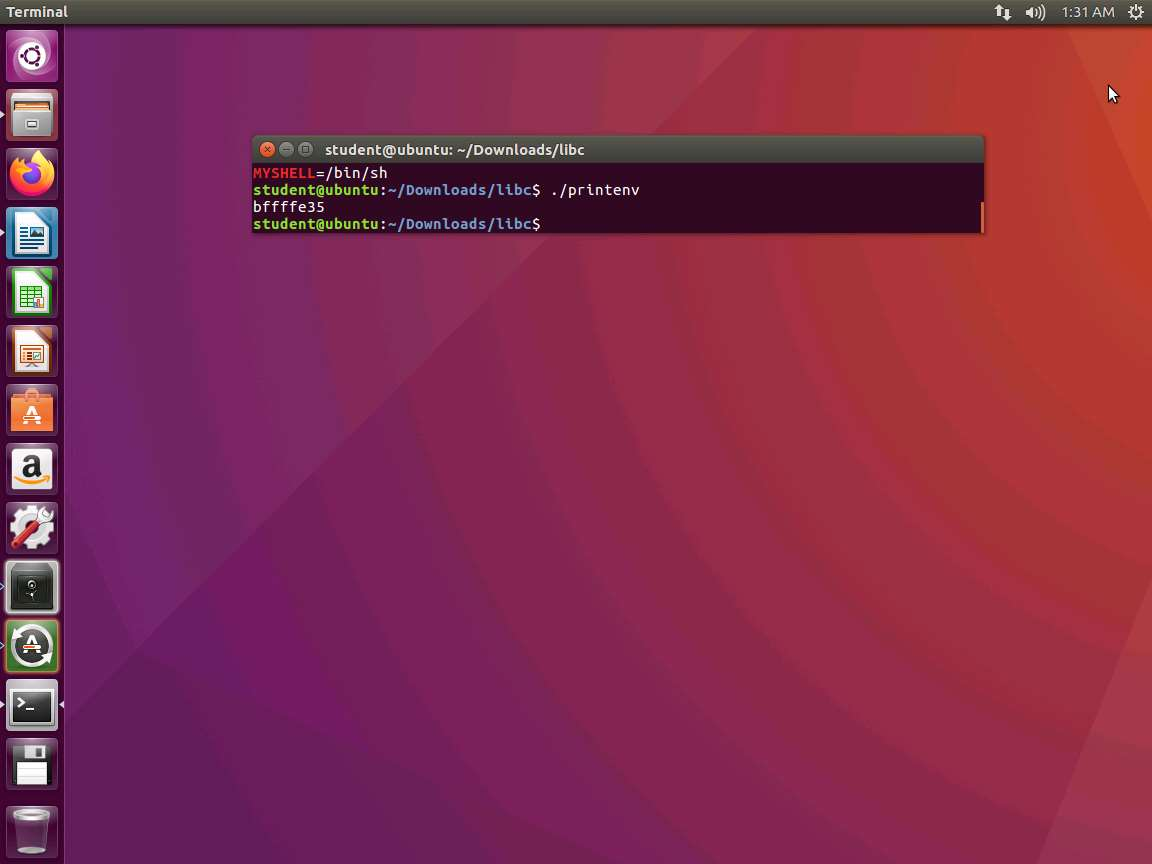 Terminal
1:31 AM
student@ubuntu: ~/Downloads/libc
MYSHELL=/bin/sh
student@ubuntu:~/Downloads/libc$ ./printenv
bffffe35
student@ubuntu:~/Downloads/libc$